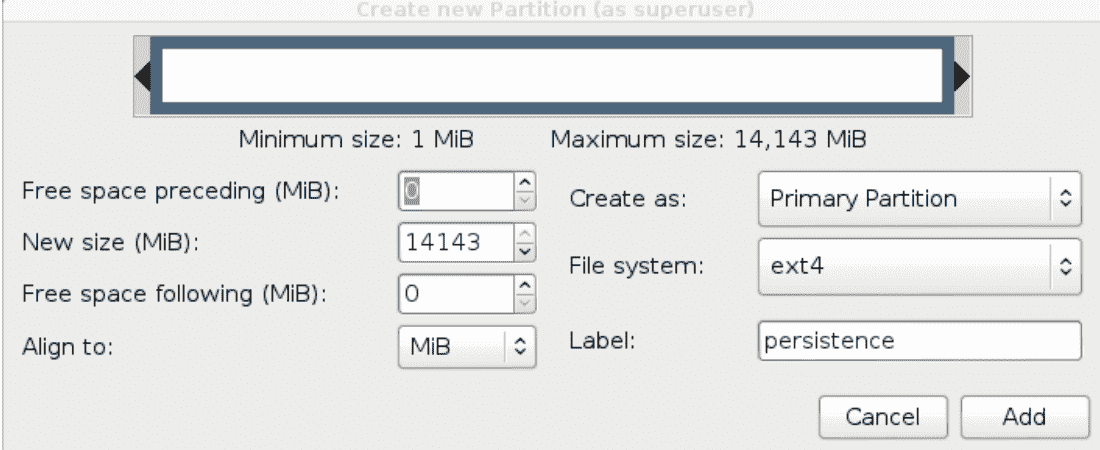 Create new Partition (as superuser)
Minimum size: 1 MiB Maximum size: 14,143 MiB
Free space preceding (MiB): 0
Create as: Primary Partition
New size (MiB): 14143
File system: ext4
Free space following (MiB): 0
Align to: MiB
Label: persistence
Cancel Add